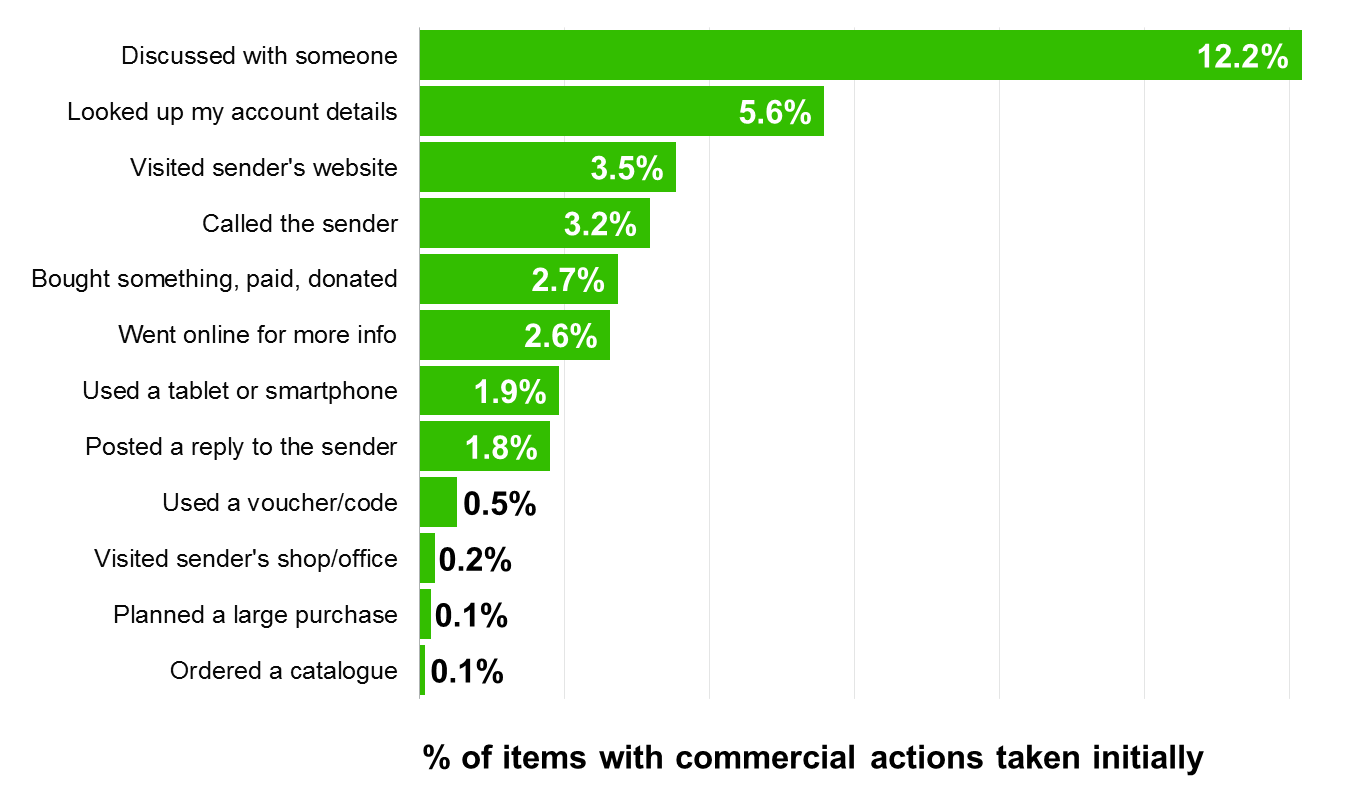 Discussed with someone 12.2%
Looked up my account details 5.6%
Visited sender's website 3.5%
Called the sender 3.2%
Bought something, paid, donated 2.7%
Went online for more info 2.6%
Used a tablet or smartphone 1.9%
Posted a reply to the sender 1.8%
Used a voucher/code 0.5%
Visited sender's shop/office 0.2%
Planned a large purchase 0.1%
Ordered a catalogue 0.1%
% of items with commercial actions taken initially